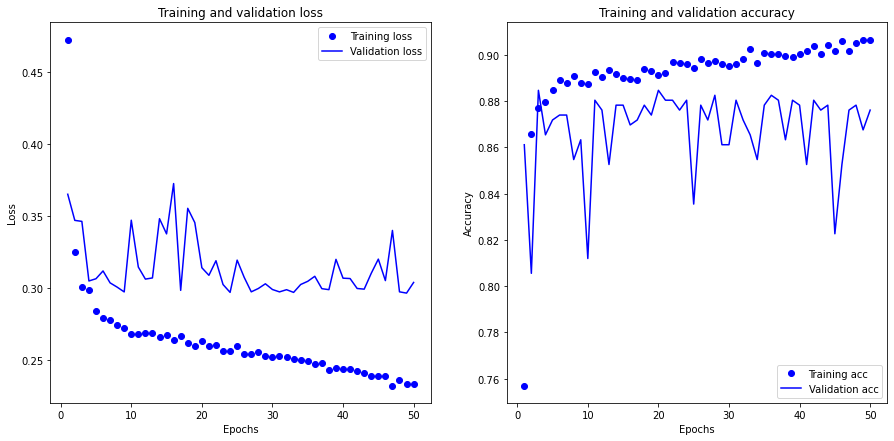 Training and validation loss
Training loss
Validation loss
0.45
0.40
0.35
0.30
0.25
Loss
0
10
20
30
40
50
Epochs
Training and validation accuracy
0.90
0.88
0.86
0.84
0.82
0.80
0.78
0.76
Accuracy
Training acc
Validation acc
0
10
20
30
40
50
Epochs